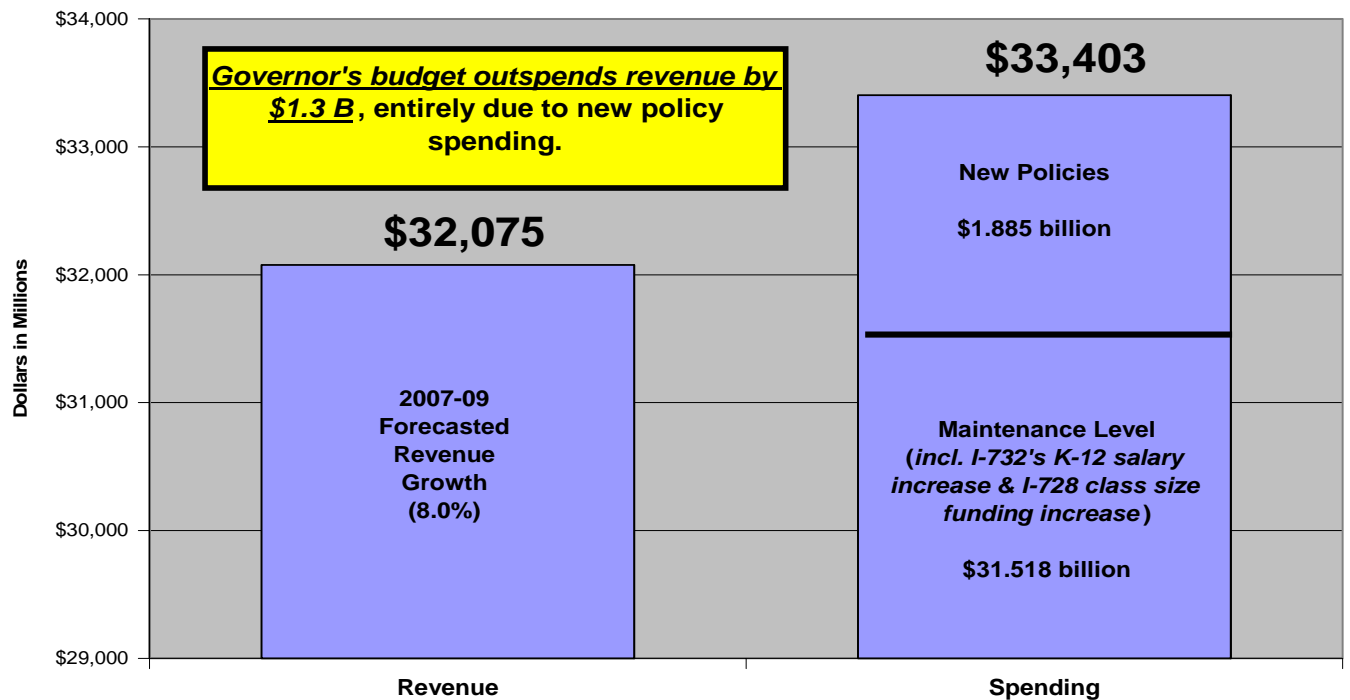 $34,000
$33,000
$32,000
$31,000
$30,000
$29,000
Dollars in Millions
Governor's budget outspends revenue by
$1.3 B, entirely due to new policy
spending.
$32,075
2007-09
Forecasted
Revenue
Growth
(8.0%)
$33,403
New Policies
$1.885 billion
Maintenance Level
(incl. I-732's K-12 salary
increase & I-728 class size
funding increase)
$31.518 billion
Revenue
Spending